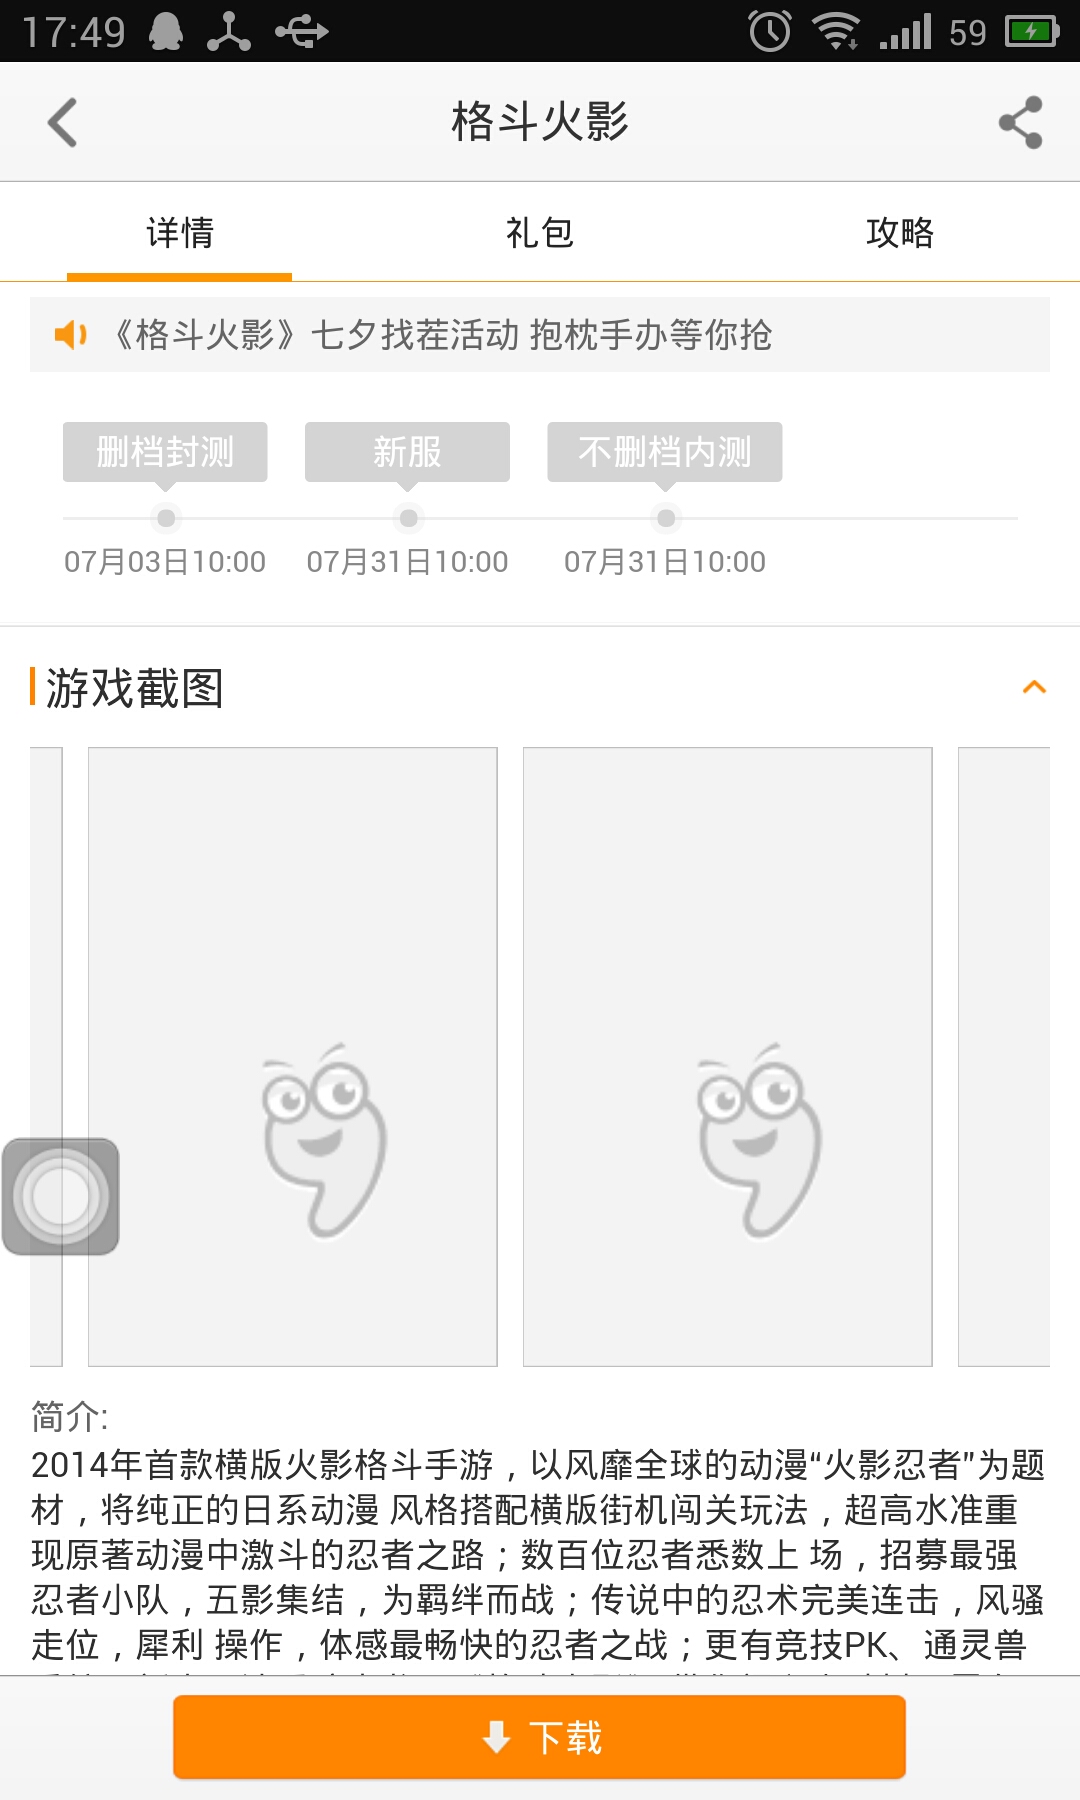 17:49
59
格斗火影
详情
礼包
攻略
《格斗火影》七夕找茬活动 抱枕手办等你抢
删档封测
新服
不删档内测
07月03日10:00
07月31日10:00
07月31日10:00
游戏截图
简介:
2014年首款横版火影格斗手游，以风靡全球的动漫“火影忍者”为题
材，将纯正的日系动漫 风格搭配横版街机闯关玩法，超高水准重
现原著动漫中激斗的忍者之路；数百位忍者悉数上 场，招募最强
忍者小队，五影集结，为羁绊而战；传说中的忍术完美连击，风骚
走位，犀利 操作，体感最畅快的忍者之战；更有竞技PK、通灵兽
下载